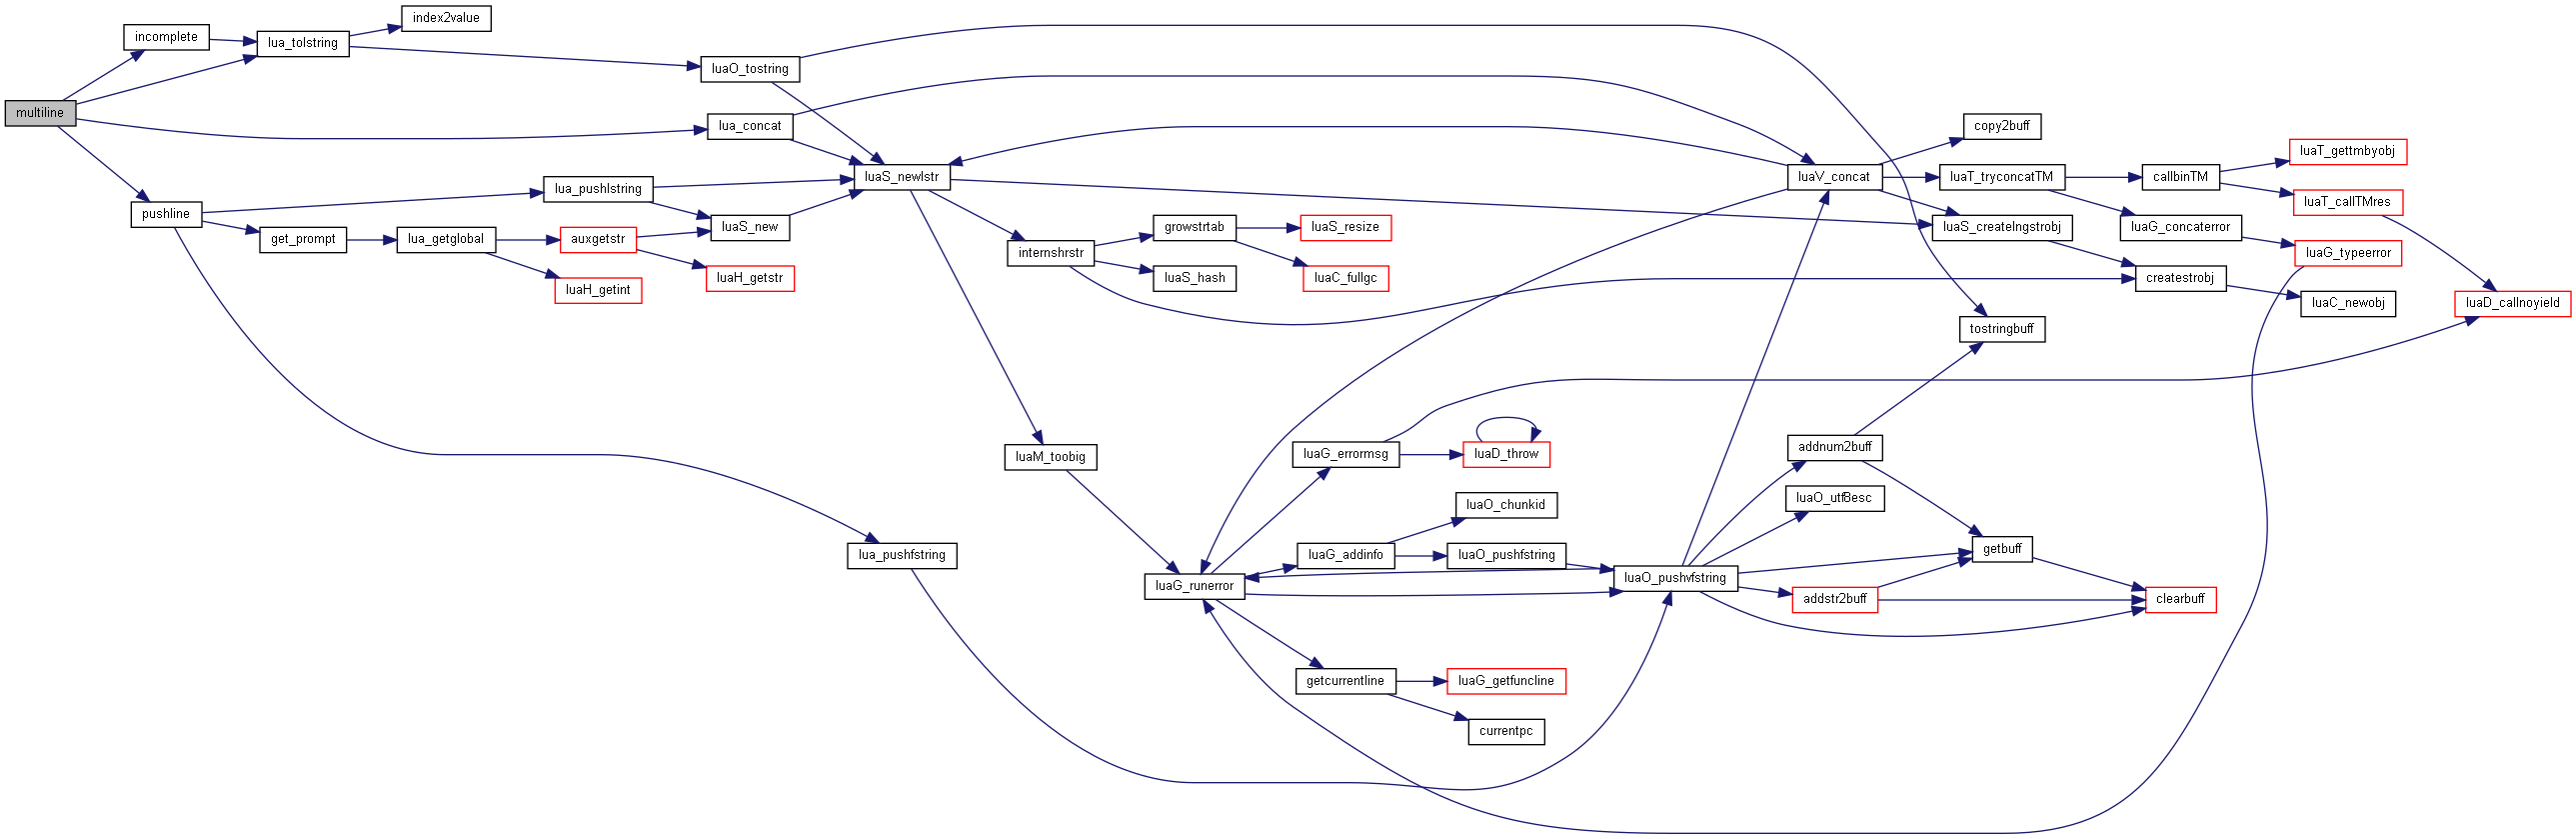 multiline
incomplete
lua_tolstring
index2value
luaO_tostring
lua_concat
pushline
lua_pushlstring
get_prompt
lua_getglobal
auxgetstr
luaH_getint
luaS_new
luaH_getstr
luaS_newlstr
internshrstr
growstrtab
luaS_hash
luaS_resize
luaC_fullgc
luaV_concat
copy2buff
luaT_tryconcatTM
luaS_createlngstrobj
callbinTM
luaG_concaterror
createstrobj
luaT_gettmbyobj
luaT_callTMres
luaG_typeerror
luaC_newobj
luaD_callnoyield
tostringbuff
luaM_toobig
luaG_errormsg
luaD_throw
addnum2buff
luaO_utf8esc
luaO_chunkid
lua_pushfstring
luaG_runerror
luaG_addinfo
luaO_pushfstring
luaO_pushvfstring
getbuff
addstr2buff
clearbuff
getcurrentline
luaG_getfuncline
currentpc